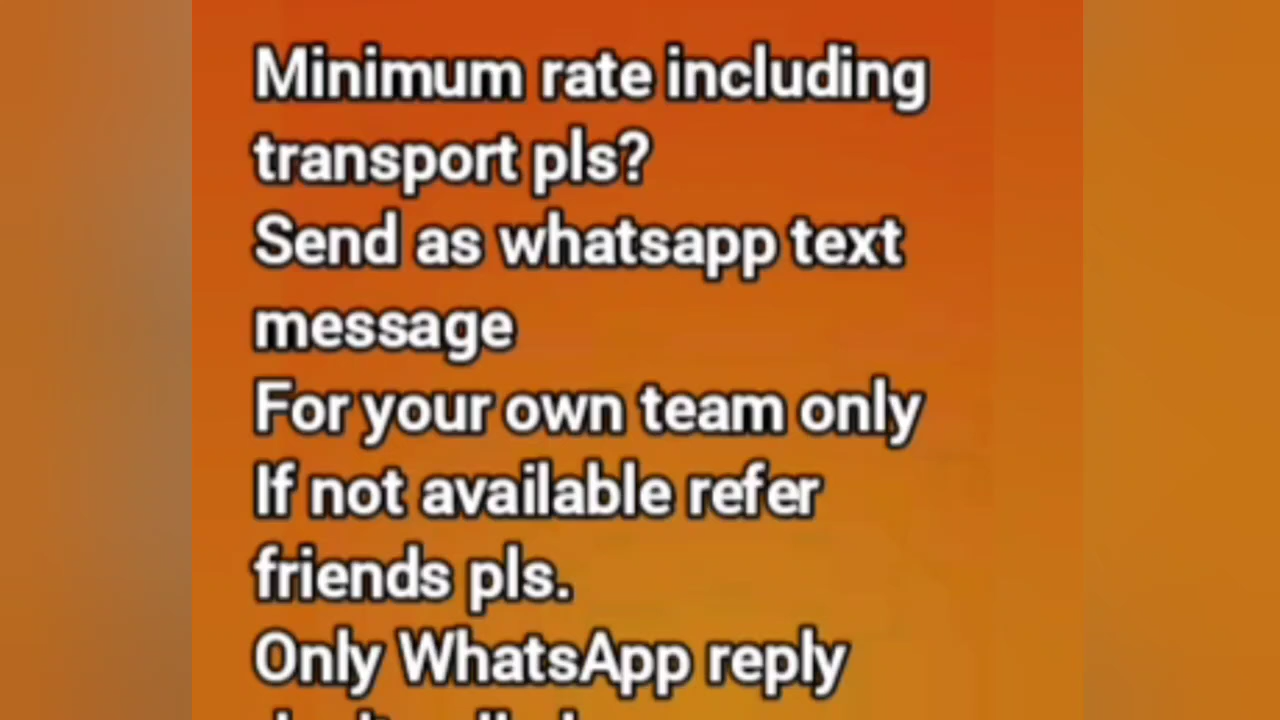 Minimum rate including
transport pls?
Send as whatsapp text
message
For your own team only
If not available refer
friends pls.
Only WhatsApp reply